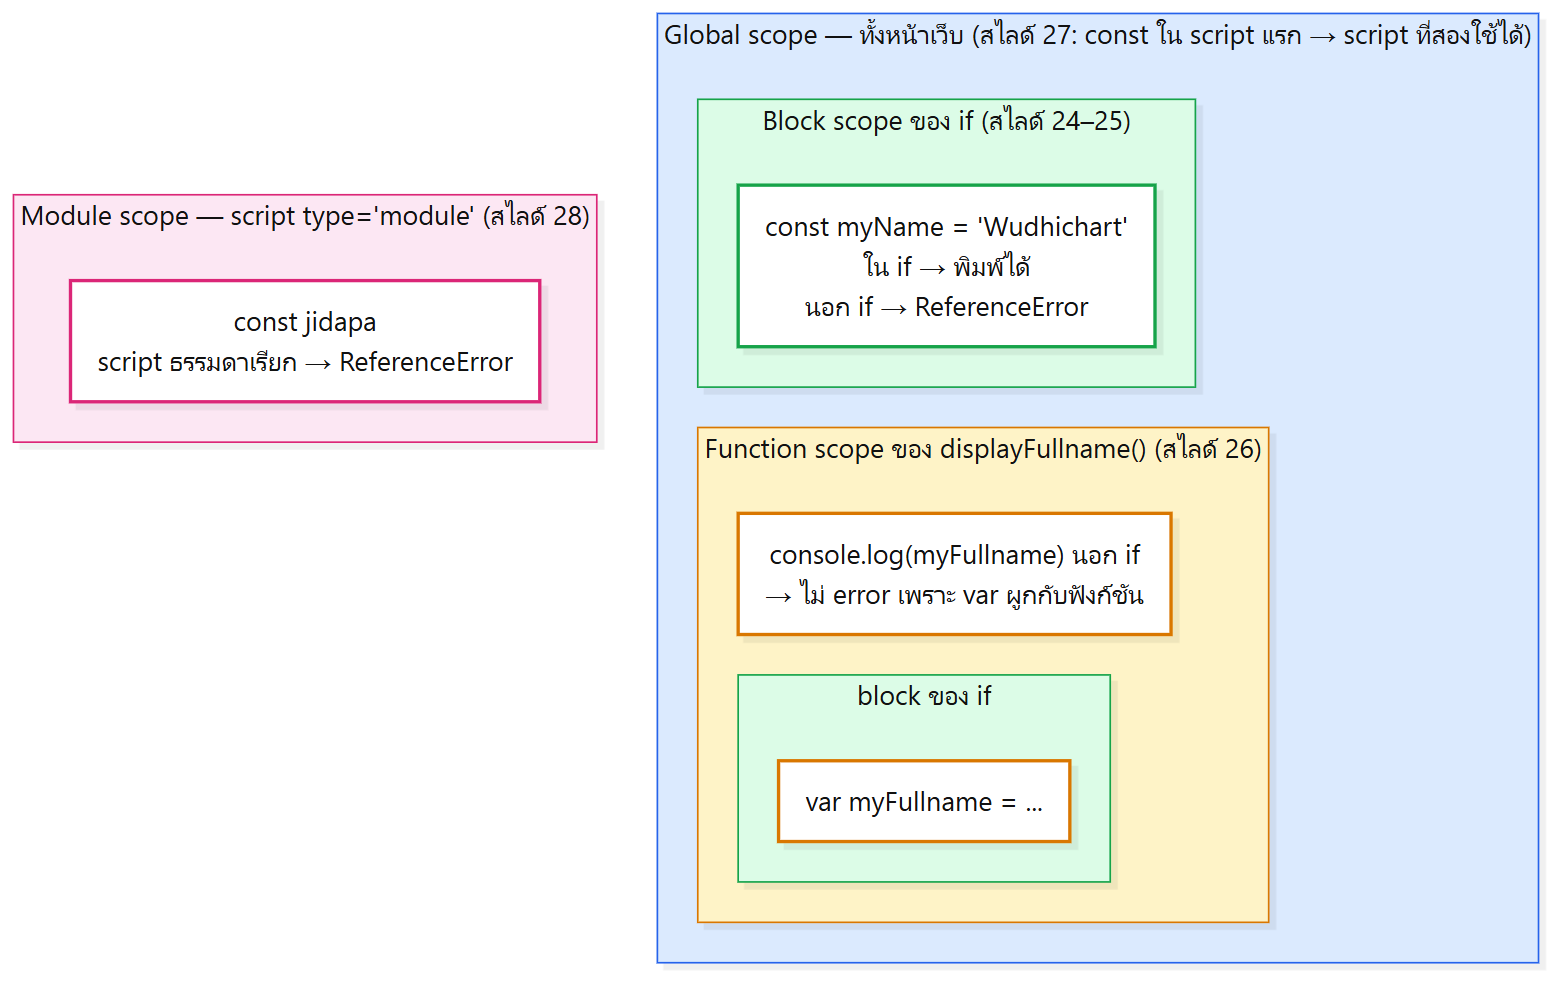 Global scope — ทั้งหน้าเว็บ (สไลด์ 27: const ใน script แรก → script ที่สองใช้ได้)
Block scope ของ if (สไลด์ 24–25)
const myName = 'Wudhichart'
ใน if → พิมพ์ได้
นอก if → ReferenceError
Module scope — script type='module' (สไลด์ 28)
const jidapa
script ธรรมดาเรียก → ReferenceError
Function scope ของ displayFullname() (สไลด์ 26)
console.log(myFullname) นอก if
→ ไม่ error เพราะ var ผูกกับฟังก์ชัน
block ของ if
var myFullname = ...